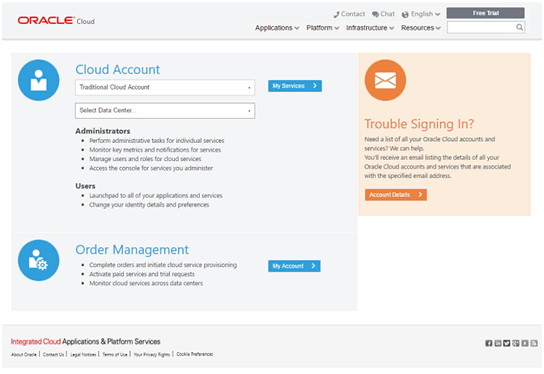 ORACLE Cloud
Contact Chat English
Free Trial
Applications Platform Infrastructure Resources
Cloud Account
Traditional Cloud Account
My Services
Select Data Center...
Administrators
• Perform administrative tasks for individual services
• Monitor key metrics and notifications for services
• Manage users and roles for cloud services
• Access the console for services you administer
Users
• Launchpad to all of your applications and services
• Change your identity details and preferences
Trouble Signing In?
Need a list of all your Oracle Cloud accounts and
services? We can help.
You'll receive an email listing the details of all your
Oracle Cloud accounts and services that are associated
with the specified email address.
Account Details
Order Management
• Complete orders and initiate cloud service provisioning
• Activate paid services and trial requests
• Monitor cloud services across data centers
My Account
Integrated Cloud Applications & Platform Services
About Oracle | Contact Us | Legal Notices | Terms of Use | Your Privacy Rights | Cookie Preferences